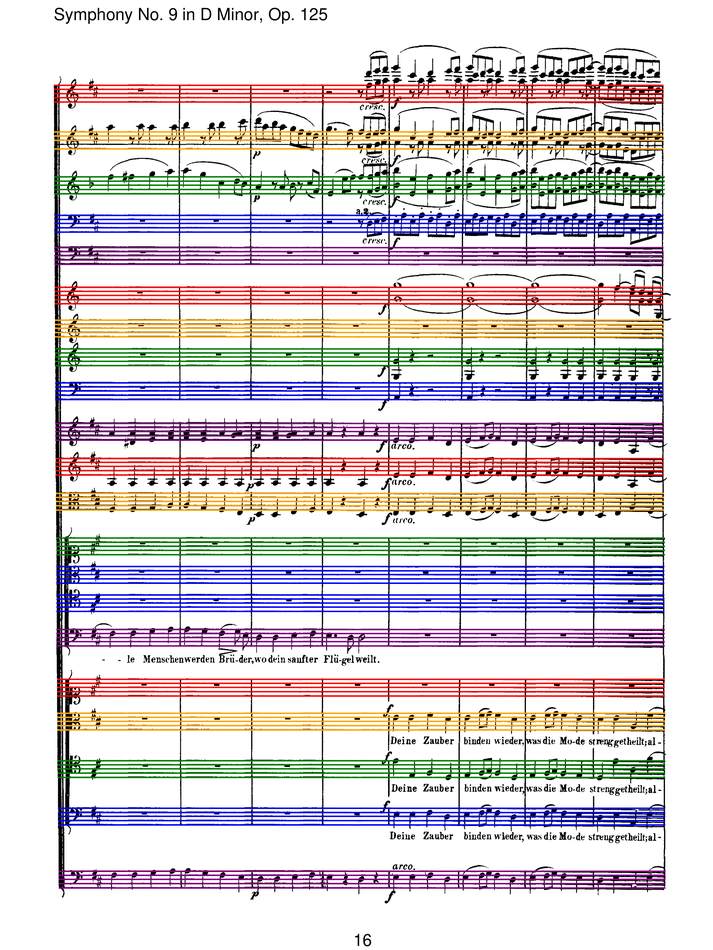 Symphony No. 9 in D Minor, Op. 125
cresc. f
p cresc. f
p cresc. f
a.2.
cresc. f
f
f
f
p f arco.
f arco.
p f arco.
- - le Menschen werden Brü-der, wo dein sanfter Flü-gel weilt.
f
Deine Zauber binden wieder, was die Mo-de streng getheilt; al -
f
Deine Zauber binden wieder, was die Mo-de streng getheilt; al -
f
Deine Zauber binden wieder, was die Mo-de streng getheilt; al -
arco.
p f
16